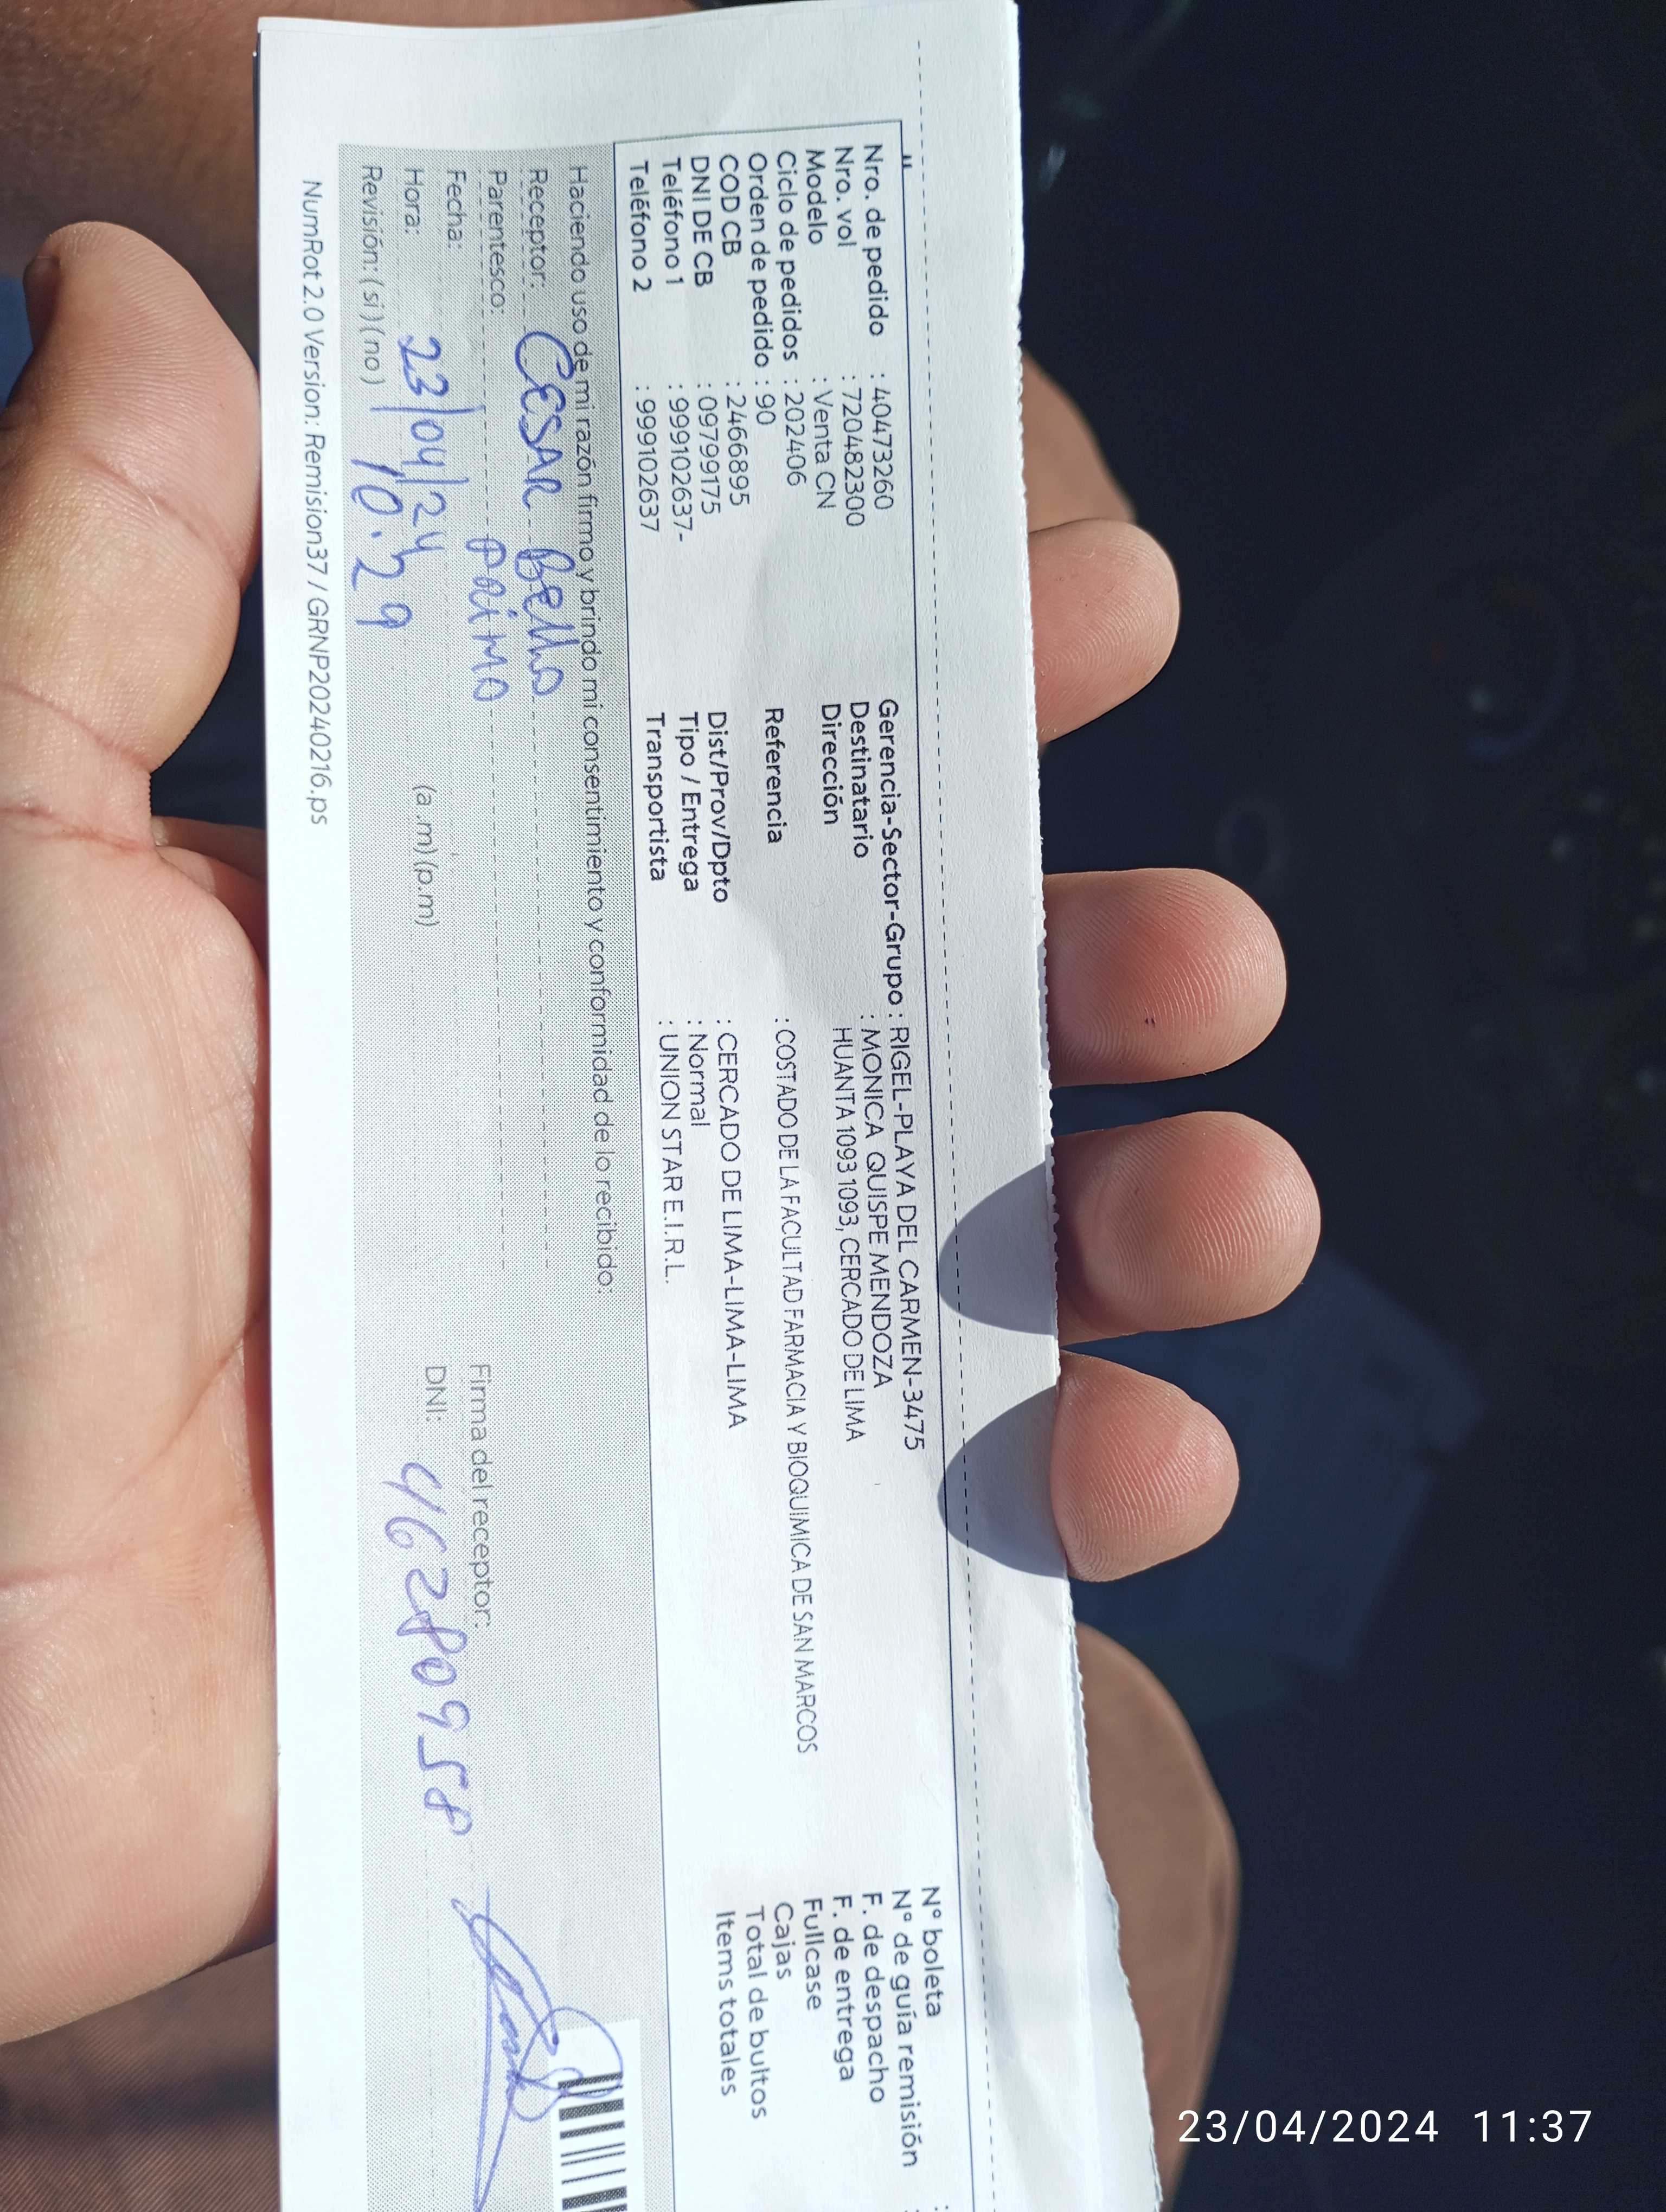 Nro. de pedido : 40473260
Nro. vol : 720482300
Modelo : Venta CN
Ciclo de pedidos : 202406
Orden de pedido : 90
COD CB : 2466895
DNI DE CB : 09799175
Teléfono 1 : 999102637-
Teléfono 2 : 999102637
Gerencia-Sector-Grupo : RIGEL-PLAYA DEL CARMEN-3475
Destinatario : MONICA QUISPE MENDOZA
Dirección HUANTA 1093 1093, CERCADO DE LIMA
Referencia : COSTADO DE LA FACULTAD FARMACIA Y BIOQUIMICA DE SAN MARCOS
Dist/Prov/Dpto : CERCADO DE LIMA-LIMA-LIMA
Tipo / Entrega : Normal
Transportista : UNION STAR E.I.R.L.
N° boleta :
N° de guía remisión :
F. de despacho
F. de entrega
Fullcase
Cajas
Total de bultos
Items totales
Haciendo uso de mi razón firmo y brindo mi consentimiento y conformidad de lo recibido:
Receptor: CESAR Bello
Parentesco: PRIMO
Fecha: 23/04/24
Hora: 10.29 (a.m) (p.m)
Revisión: (si) (no)
Firma del receptor:
DNI: 46280958
NumRot 2.0 Version: Remision37 / GRNP20240216.ps
23/04/2024 11:37